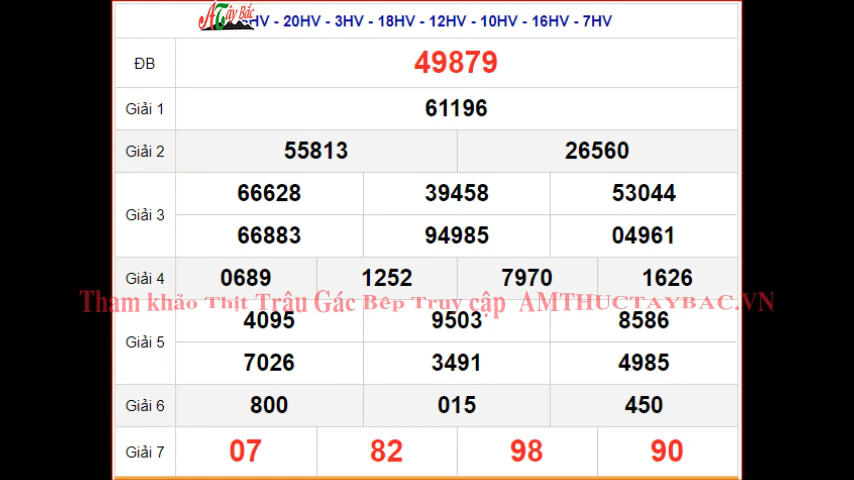 ATây Bắc
HV - 20HV - 3HV - 18HV - 12HV - 10HV - 16HV - 7HV
ĐB 49879
Giải 1 61196
Giải 2 55813 26560
Giải 3 66628 39458 53044
66883 94985 04961
Giải 4 0689 1252 7970 1626
Tham khảo Thịt Trâu Gác Bếp Truy cập AMTHUCTAYBAC.VN
Giải 5 4095 9503 8586
7026 3491 4985
Giải 6 800 015 450
Giải 7 07 82 98 90